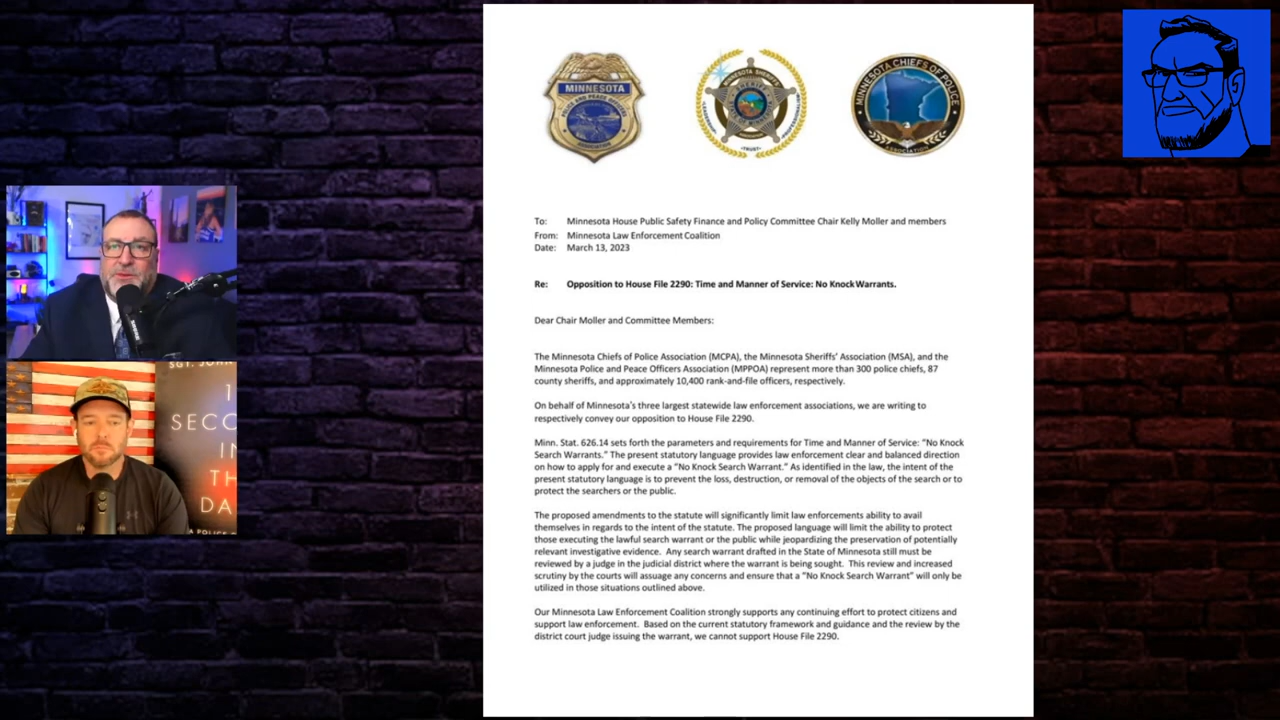 MINNESOTA
POLICE AND PEACE OFFICERS
ASSOCIATION
MINNESOTA SHERIFFS'
ASSOCIATION
LEADERSHIP
PROFESSIONALISM
•TRUST•
MINNESOTA CHIEFS OF POLICE
ASSOCIATION
To: Minnesota House Public Safety Finance and Policy Committee Chair Kelly Moller and members
From: Minnesota Law Enforcement Coalition
Date: March 13, 2023
Re: Opposition to House File 2290: Time and Manner of Service: No Knock Warrants.
Dear Chair Moller and Committee Members:
The Minnesota Chiefs of Police Association (MCPA), the Minnesota Sheriffs' Association (MSA), and the
Minnesota Police and Peace Officers Association (MPPOA) represent more than 300 police chiefs, 87
county sheriffs, and approximately 10,400 rank-and-file officers, respectively.
On behalf of Minnesota's three largest statewide law enforcement associations, we are writing to
respectively convey our opposition to House File 2290.
Minn. Stat. 626.14 sets forth the parameters and requirements for Time and Manner of Service: "No Knock
Search Warrants." The present statutory language provides law enforcement clear and balanced direction
on how to apply for and execute a "No Knock Search Warrant." As identified in the law, the intent of the
present statutory language is to prevent the loss, destruction, or removal of the objects of the search or to
protect the searchers or the public.
The proposed amendments to the statute will significantly limit law enforcements ability to avail
themselves in regards to the intent of the statute. The proposed language will limit the ability to protect
those executing the lawful search warrant or the public while jeopardizing the preservation of potentially
relevant investigative evidence. Any search warrant drafted in the State of Minnesota still must be
reviewed by a judge in the judicial district where the warrant is being sought. This review and increased
scrutiny by the courts will assuage any concerns and ensure that a "No Knock Search Warrant" will only be
utilized in those situations outlined above.
Our Minnesota Law Enforcement Coalition strongly supports any continuing effort to protect citizens and
support law enforcement. Based on the current statutory framework and guidance and the review by the
district court judge issuing the warrant, we cannot support House File 2290.
SGT. JOHN
1
SECO
IN
TH
DA
A POLICE